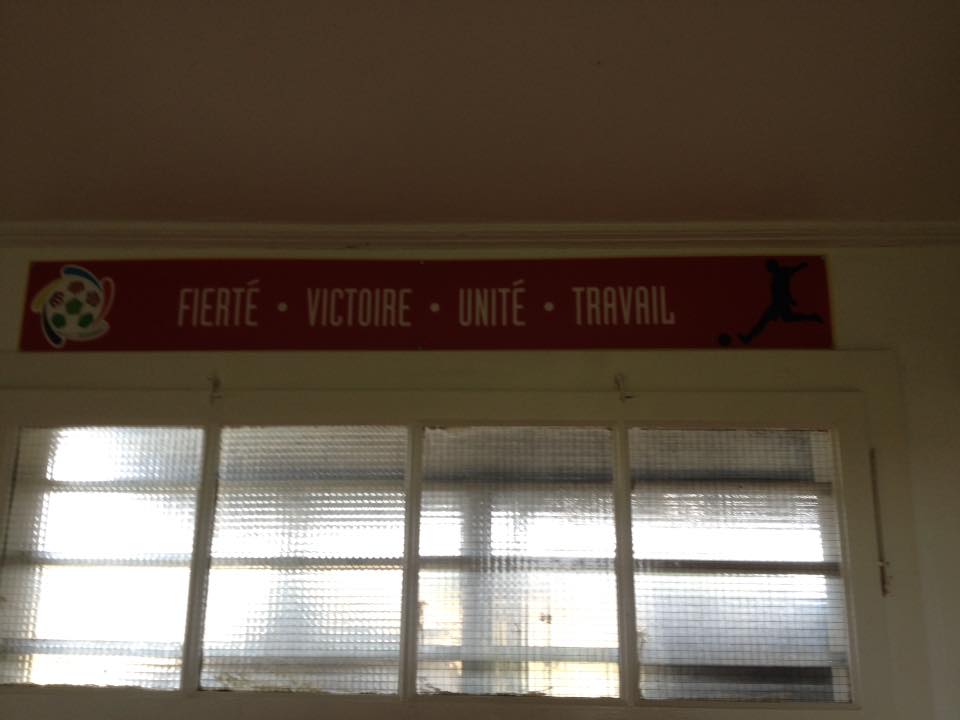 FIERTÉ • VICTOIRE • UNITÉ • TRAVAIL